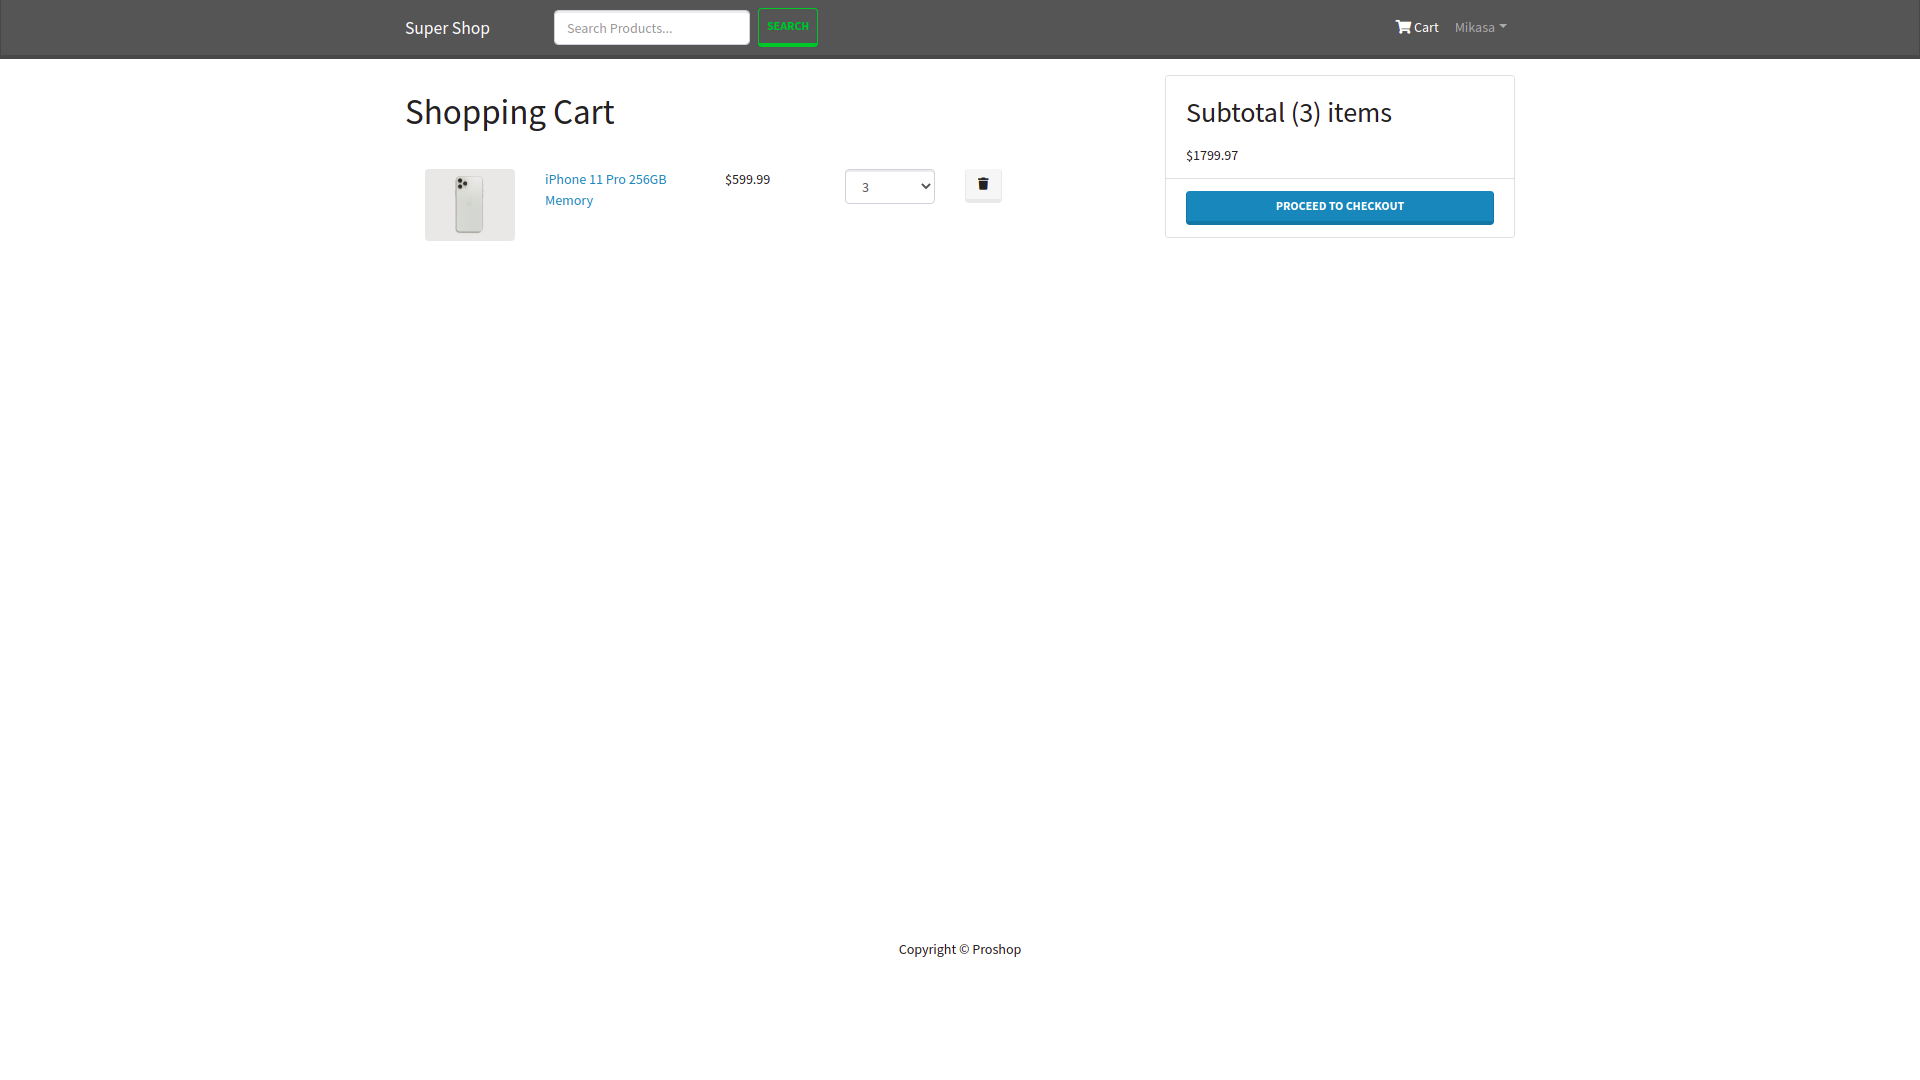 Super Shop
Search Products...
SEARCH
Cart
Mikasa
Shopping Cart
iPhone 11 Pro 256GB
Memory
$599.99
3
Subtotal (3) items
$1799.97
PROCEED TO CHECKOUT
Copyright © Proshop